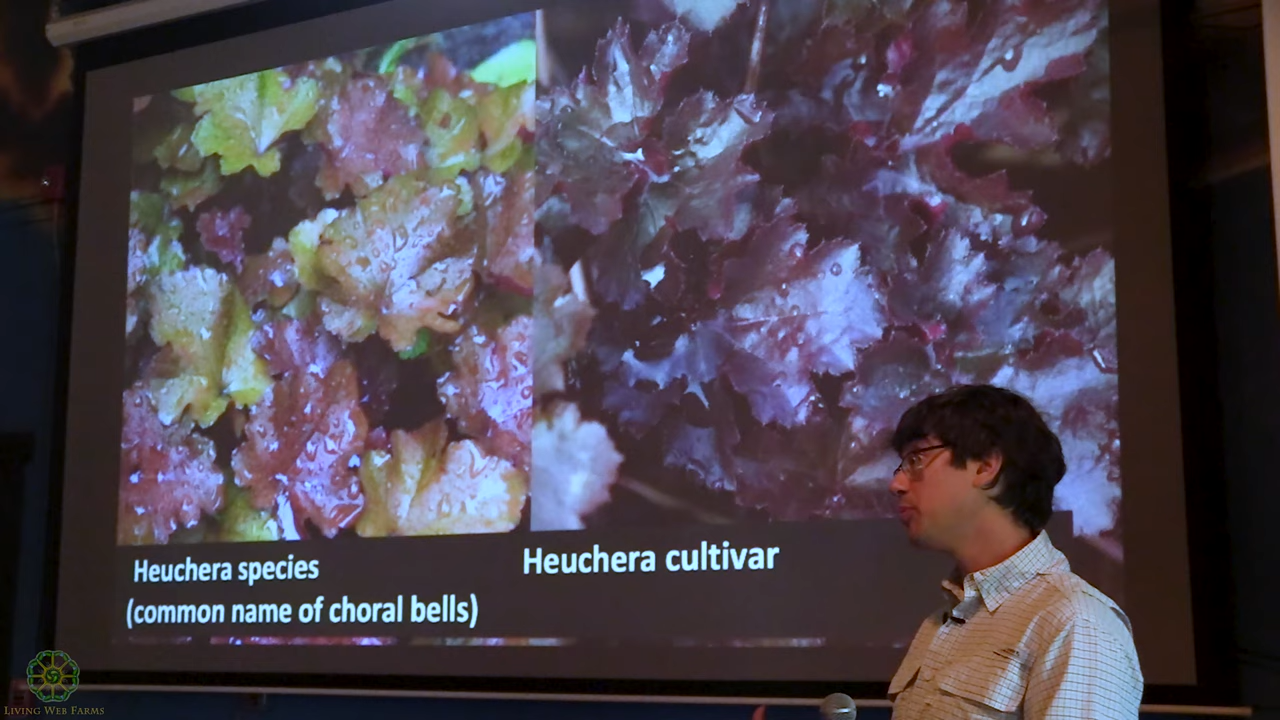 Heuchera species
(common name of choral bells)
Heuchera cultivar
LIVING WEB FARMS